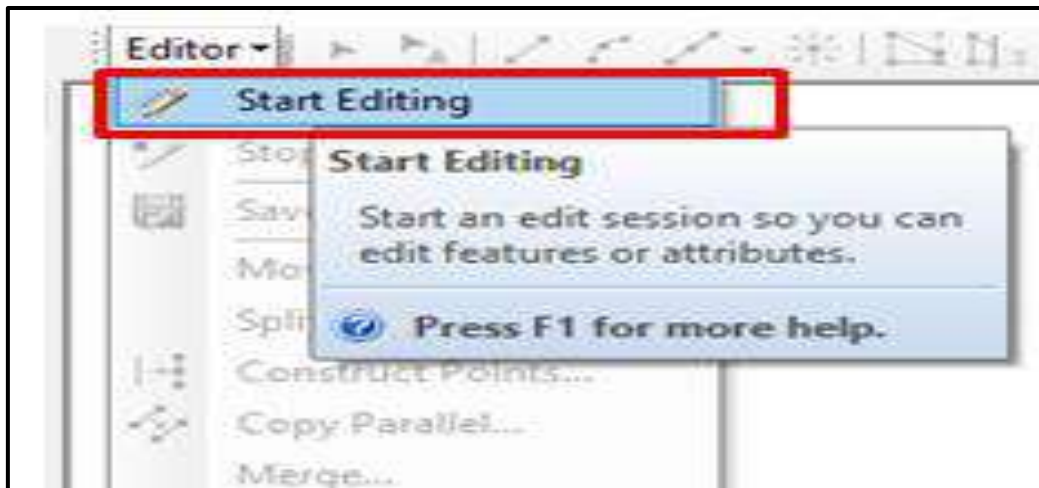 Editor
Start Editing
Start Editing
Start an edit session so you can
edit features or attributes.
Press F1 for more help.
Construct Points...
Copy Parallel...
Merge...